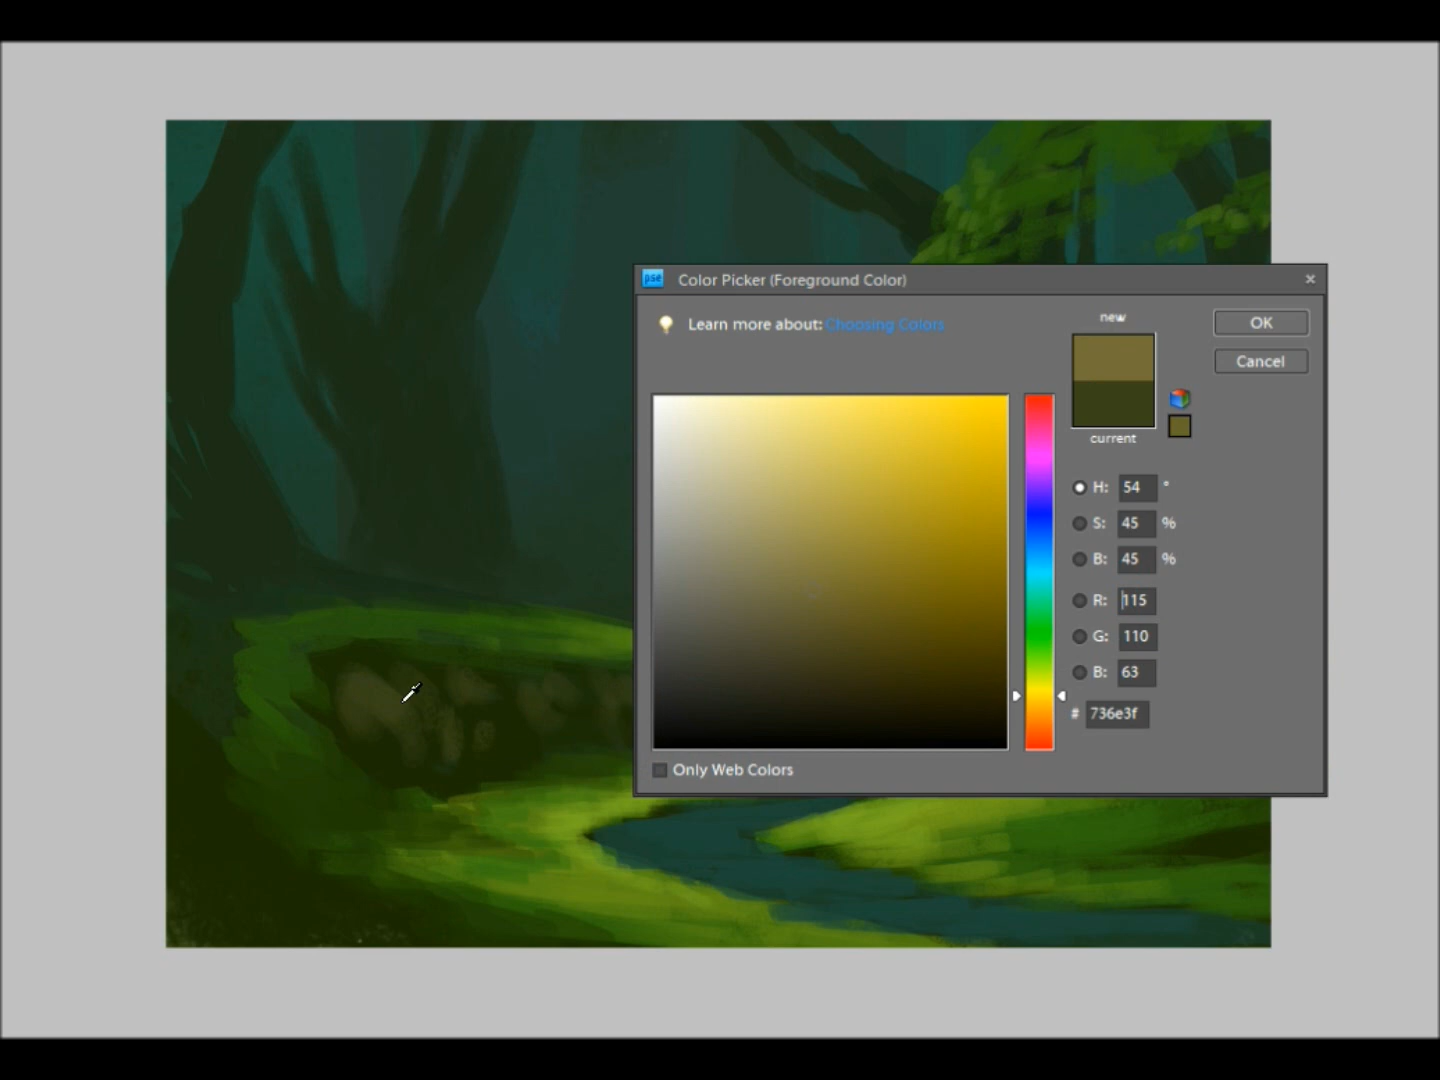 pse Color Picker (Foreground Color) ×
Learn more about: Choosing Colors
new
OK
Cancel
current
H: 54 °
S: 45 %
B: 45 %
R: 115
G: 110
B: 63
# 736e3f
Only Web Colors